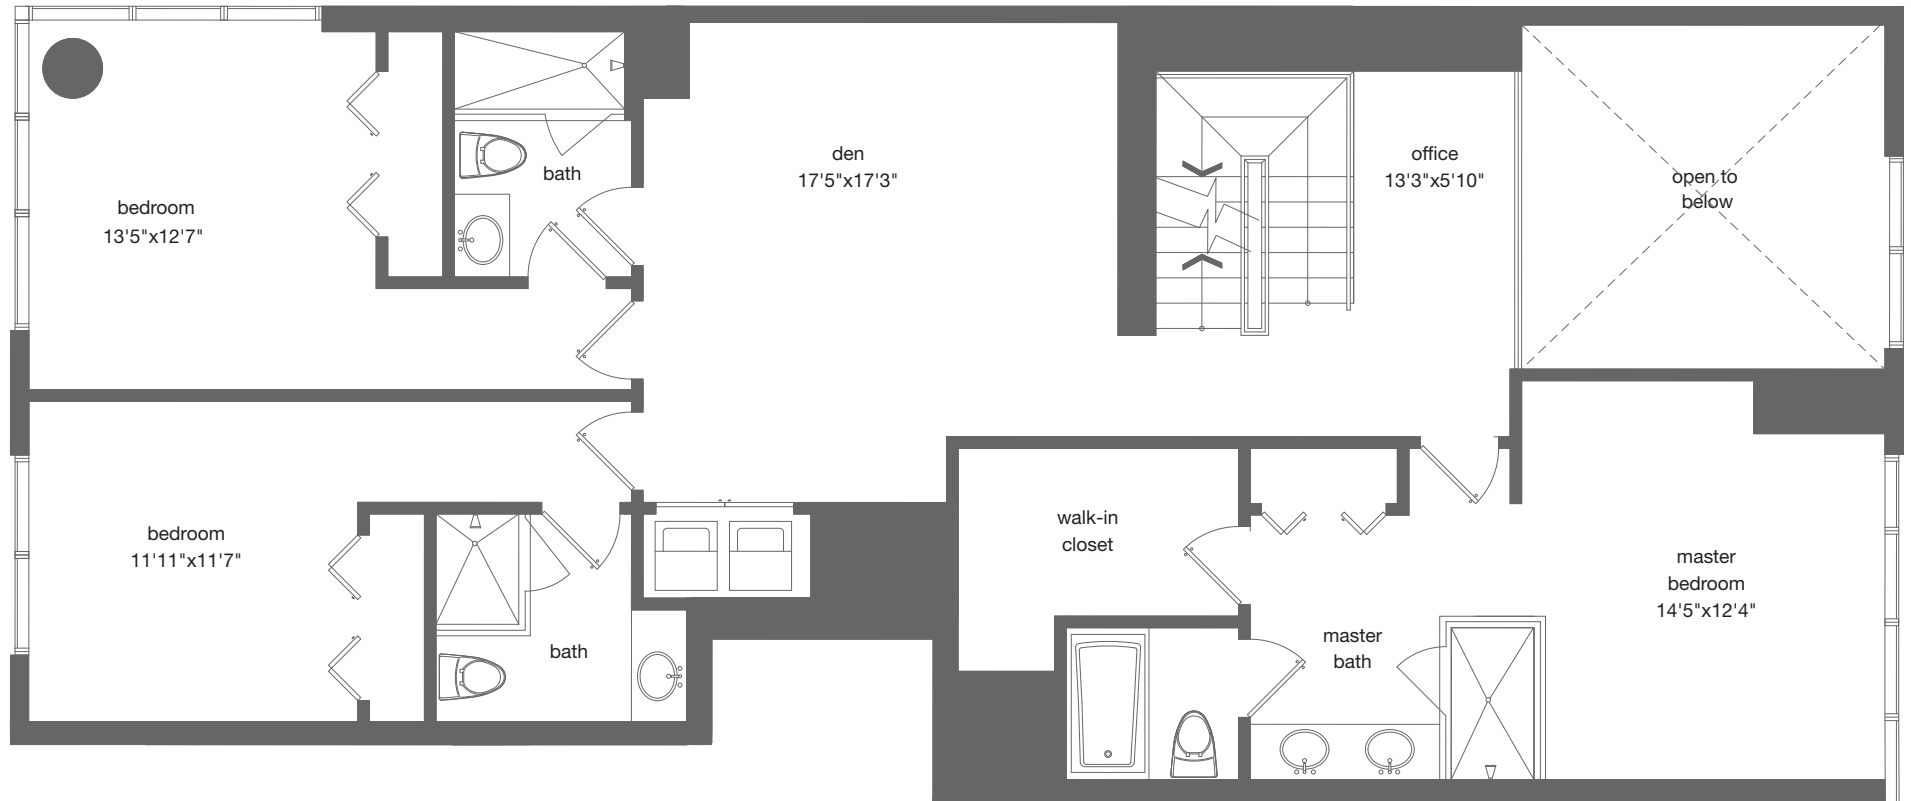 bedroom
13'5"x12'7"
bath
den
17'5"x17'3"
office
13'3"x5'10"
open to
below
bedroom
11'11"x11'7"
bath
walk-in
closet
master
bath
master
bedroom
14'5"x12'4"